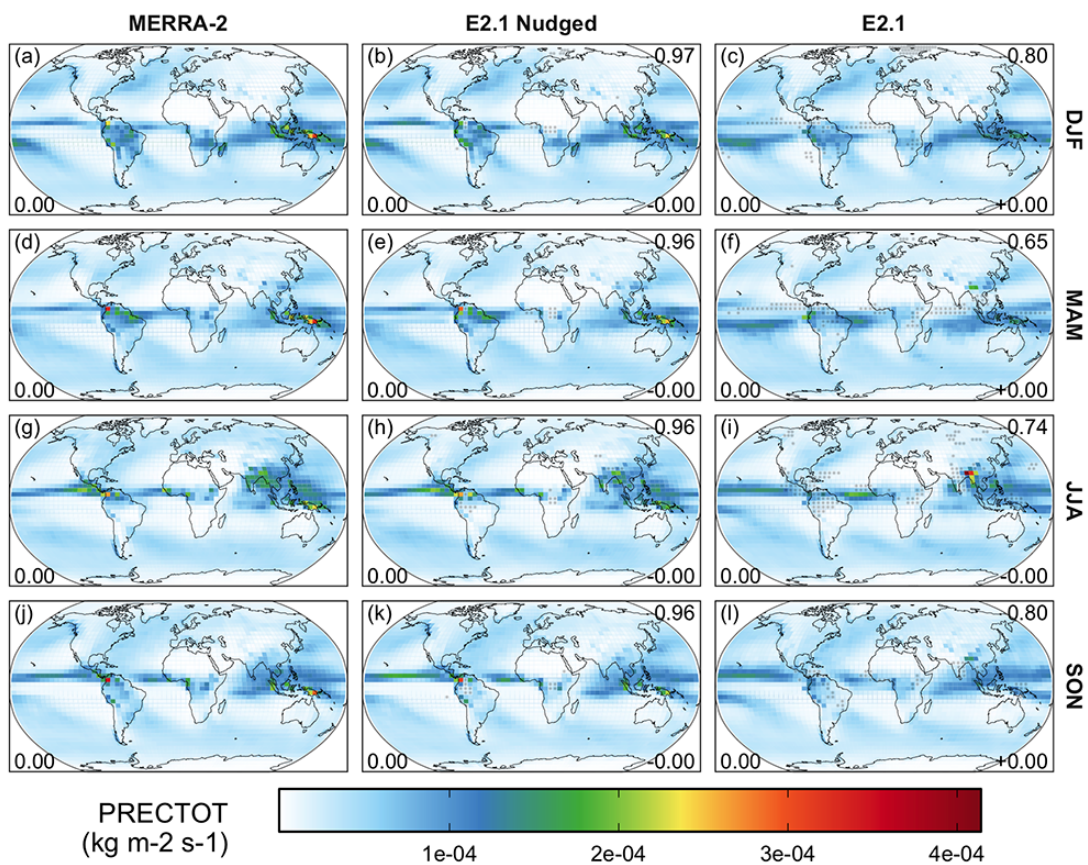 MERRA-2 E2.1 Nudged E2.1
(a) (b) 0.97 (c) 0.80
DJF
0.00 0.00 -0.00 0.00 +0.00
(d) (e) 0.96 (f) 0.65
MAM
0.00 0.00 -0.00 0.00 +0.00
(g) (h) 0.96 (i) 0.74
JJA
0.00 0.00 -0.00 0.00 -0.00
(j) (k) 0.96 (l) 0.80
SON
0.00 0.00 -0.00 0.00 +0.00
PRECTOT
(kg m-2 s-1)
1e-04 2e-04 3e-04 4e-04